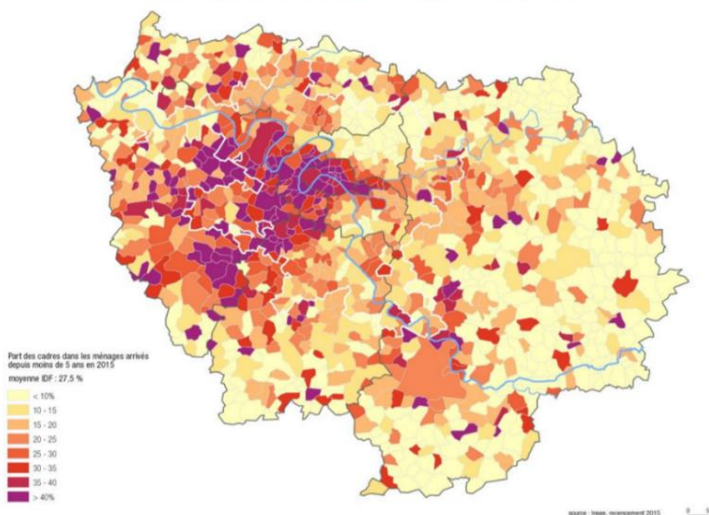 Part des cadres dans les ménages arrivés
depuis moins de 5 ans en 2015
moyenne IDF : 27,5 %
< 10%
10 - 15
15 - 20
20 - 25
25 - 30
30 - 35
35 - 40
> 40%
source : Insee, recensement 2015
0